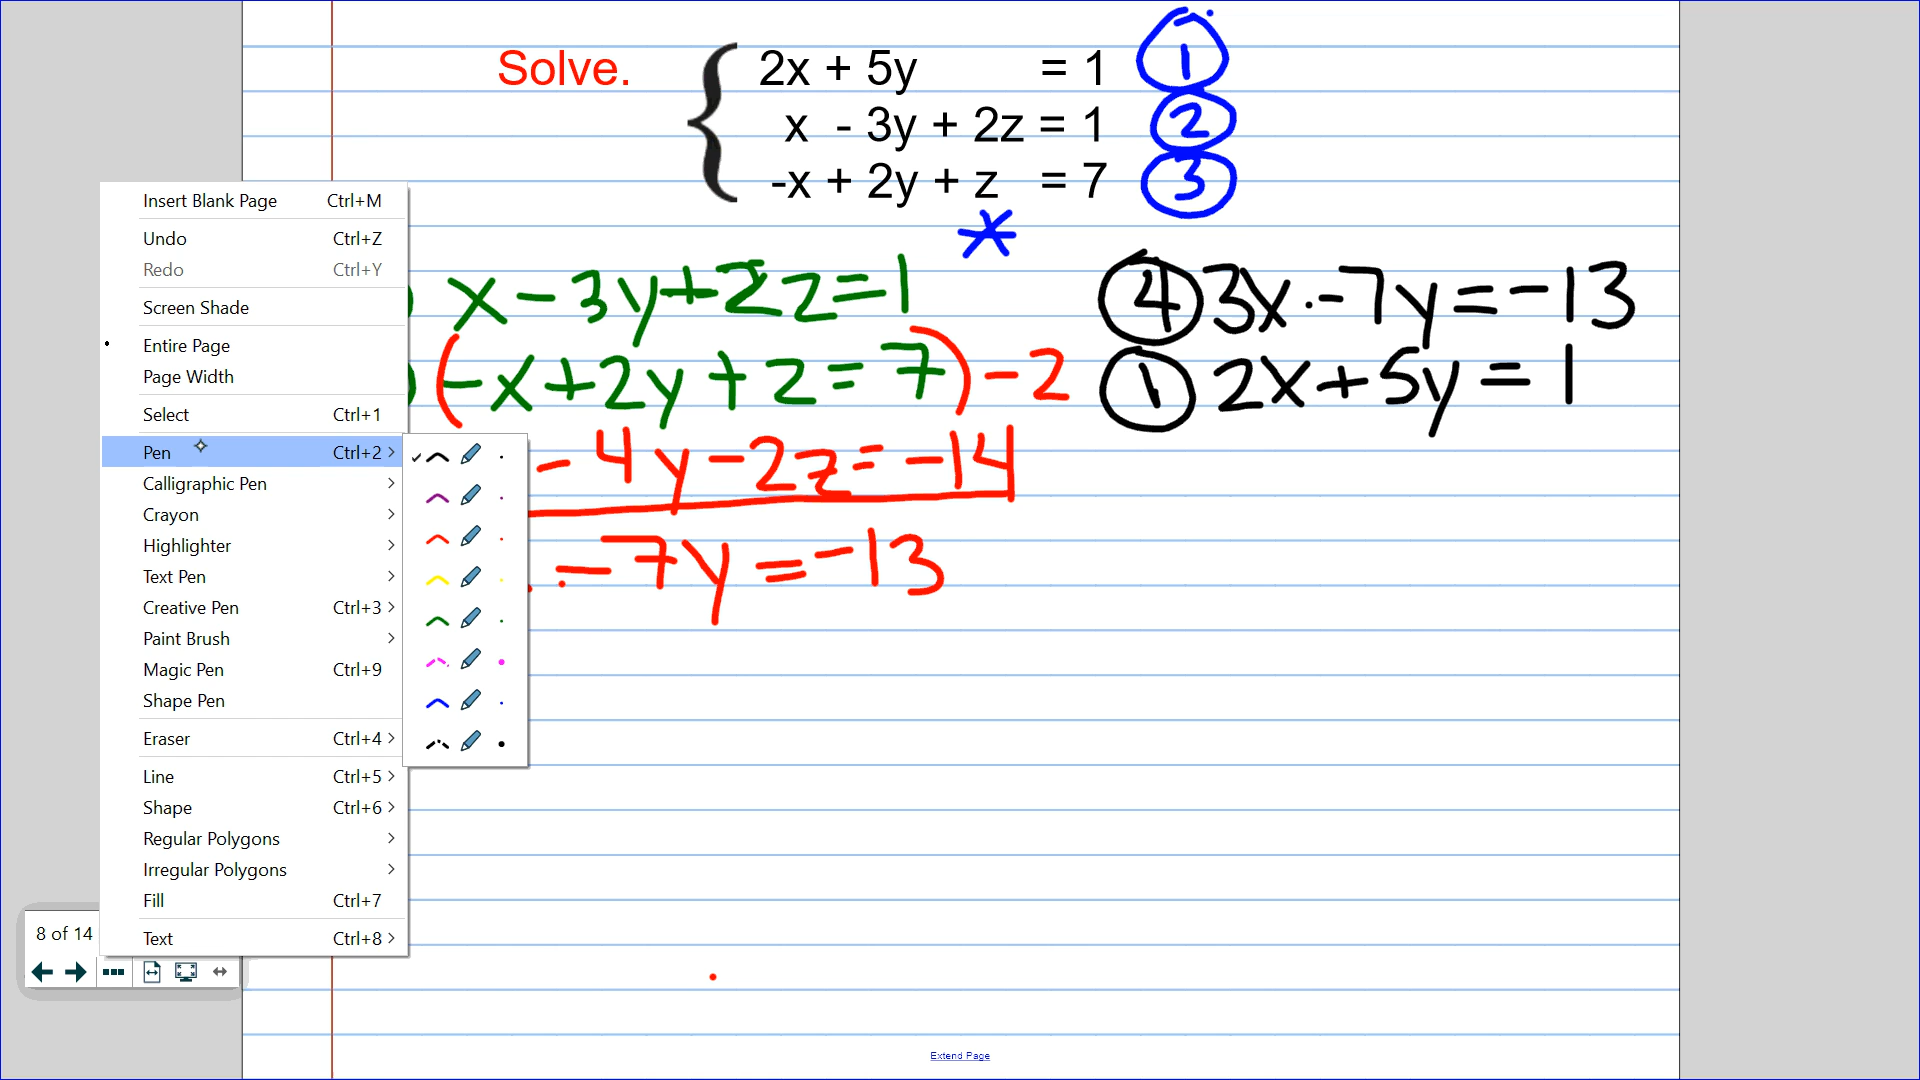 Solve.
2x + 5y = 1 1
x - 3y + 2z = 1 2
-x + 2y + z = 7 3
*
x - 3y + 2z = 1
(-x + 2y + z = 7) - 2
- 4y - 2z = -14
- 7y = -13
4 3x - 7y = -13
1 2x + 5y = 1
Insert Blank Page Ctrl+M
Undo Ctrl+Z
Redo Ctrl+Y
Screen Shade
Entire Page
Page Width
Select Ctrl+1
Pen Ctrl+2
Calligraphic Pen
Crayon
Highlighter
Text Pen
Creative Pen Ctrl+3
Paint Brush
Magic Pen Ctrl+9
Shape Pen
Eraser Ctrl+4
Line Ctrl+5
Shape Ctrl+6
Regular Polygons
Irregular Polygons
Fill Ctrl+7
Text Ctrl+8
8 of 14
Extend Page